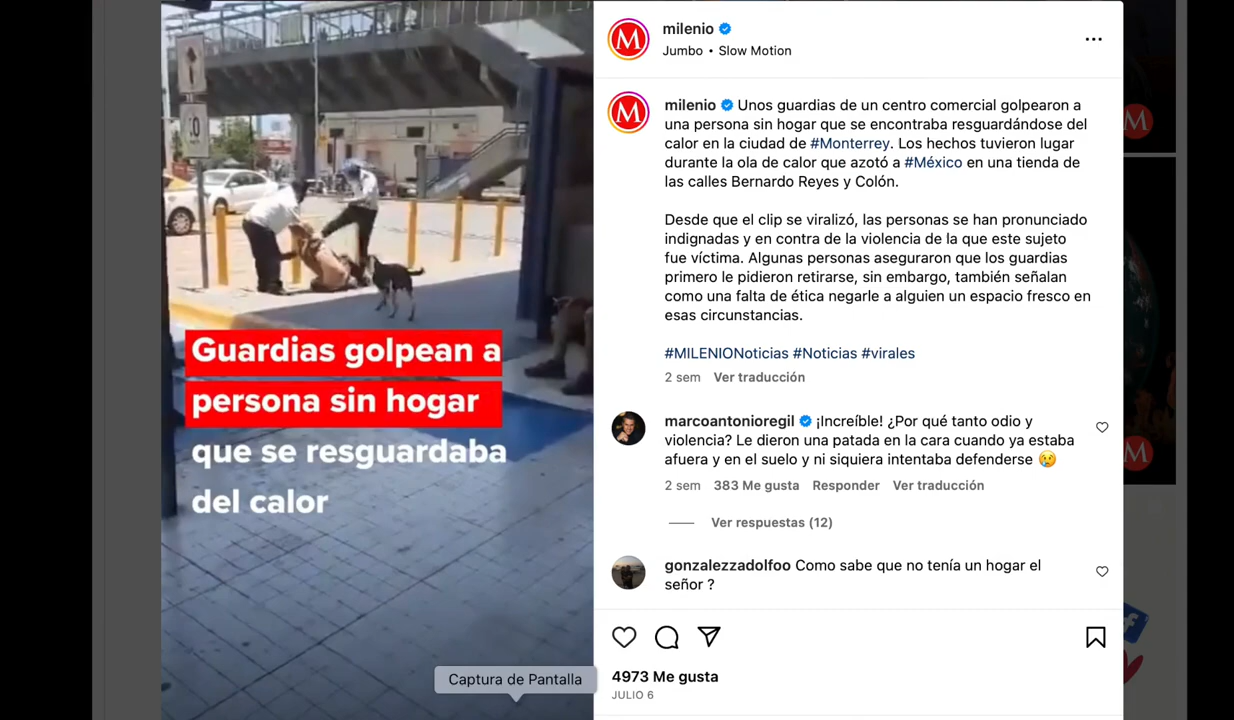 milenio
Jumbo • Slow Motion
milenio Unos guardias de un centro comercial golpearon a
una persona sin hogar que se encontraba resguardándose del
calor en la ciudad de #Monterrey. Los hechos tuvieron lugar
durante la ola de calor que azotó a #México en una tienda de
las calles Bernardo Reyes y Colón.
Desde que el clip se viralizó, las personas se han pronunciado
indignadas y en contra de la violencia de la que este sujeto
fue víctima. Algunas personas aseguraron que los guardias
primero le pidieron retirarse, sin embargo, también señalan
como una falta de ética negarle a alguien un espacio fresco en
esas circunstancias.
#MILENIONoticias #Noticias #virales
2 sem Ver traducción
marcoantonioregil ¡Increíble! ¿Por qué tanto odio y
violencia? Le dieron una patada en la cara cuando ya estaba
afuera y en el suelo y ni siquiera intentaba defenderse 😢
2 sem 383 Me gusta Responder Ver traducción
Ver respuestas (12)
gonzalezzadolfoo Como sabe que no tenía un hogar el
señor ?
4973 Me gusta
JULIO 6
Guardias golpean a
persona sin hogar
que se resguardaba
del calor
Captura de Pantalla
M
M
M
M